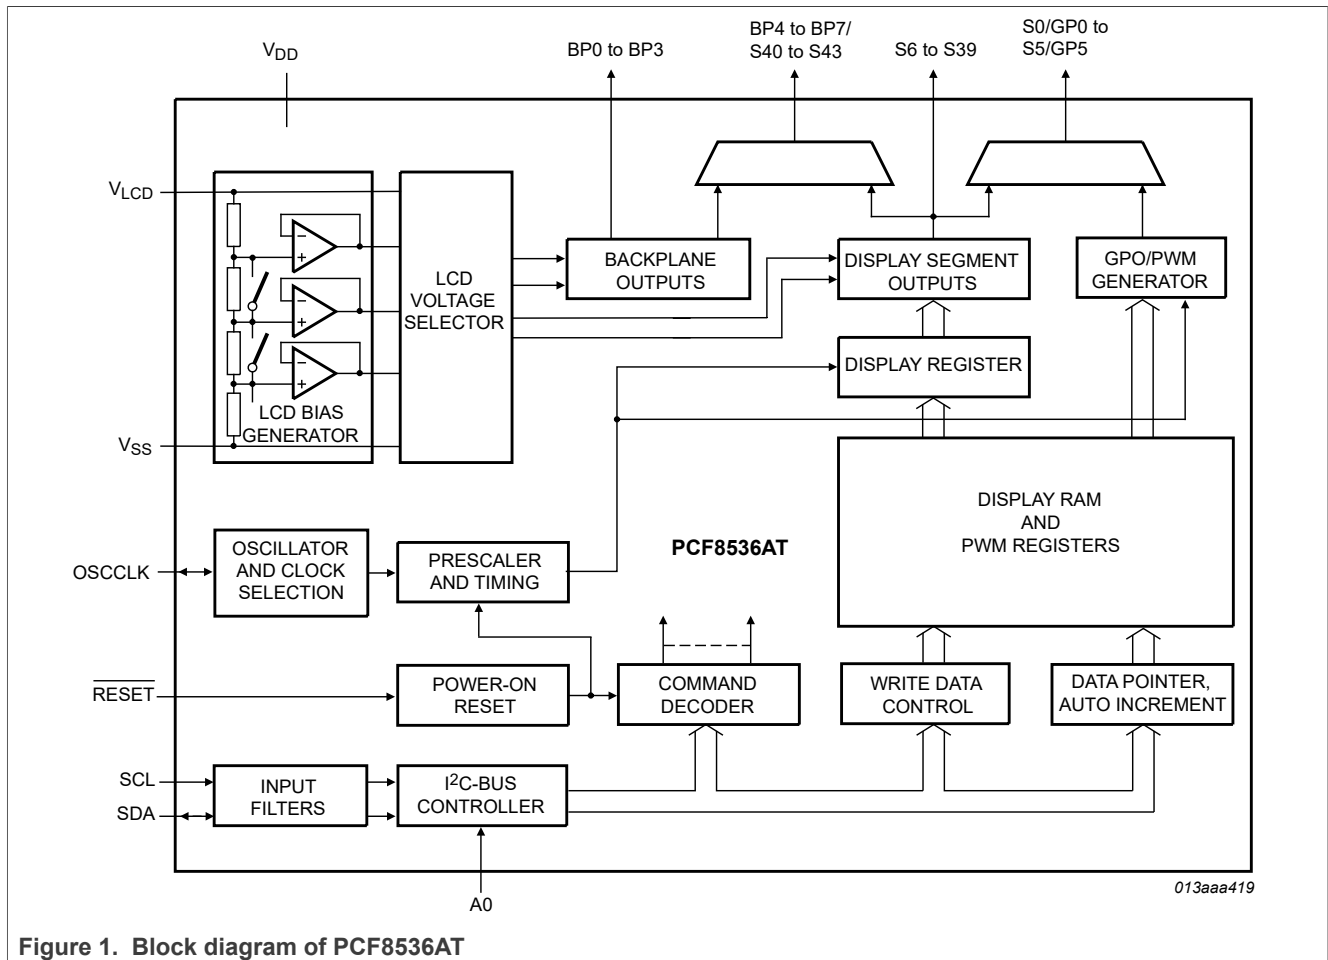 BP4 to BP7/
S40 to S43
S0/GP0 to
S5/GP5
VDD
BP0 to BP3
S6 to S39
VLCD
LCD
VOLTAGE
SELECTOR
BACKPLANE
OUTPUTS
DISPLAY SEGMENT
OUTPUTS
GPO/PWM
GENERATOR
DISPLAY REGISTER
LCD BIAS
GENERATOR
VSS
DISPLAY RAM
AND
PWM REGISTERS
PCF8536AT
OSCCLK
OSCILLATOR
AND CLOCK
SELECTION
PRESCALER
AND TIMING
RESET
POWER-ON
RESET
COMMAND
DECODER
WRITE DATA
CONTROL
DATA POINTER,
AUTO INCREMENT
SCL
SDA
INPUT
FILTERS
I2C-BUS
CONTROLLER
A0
013aaa419
Figure 1. Block diagram of PCF8536AT